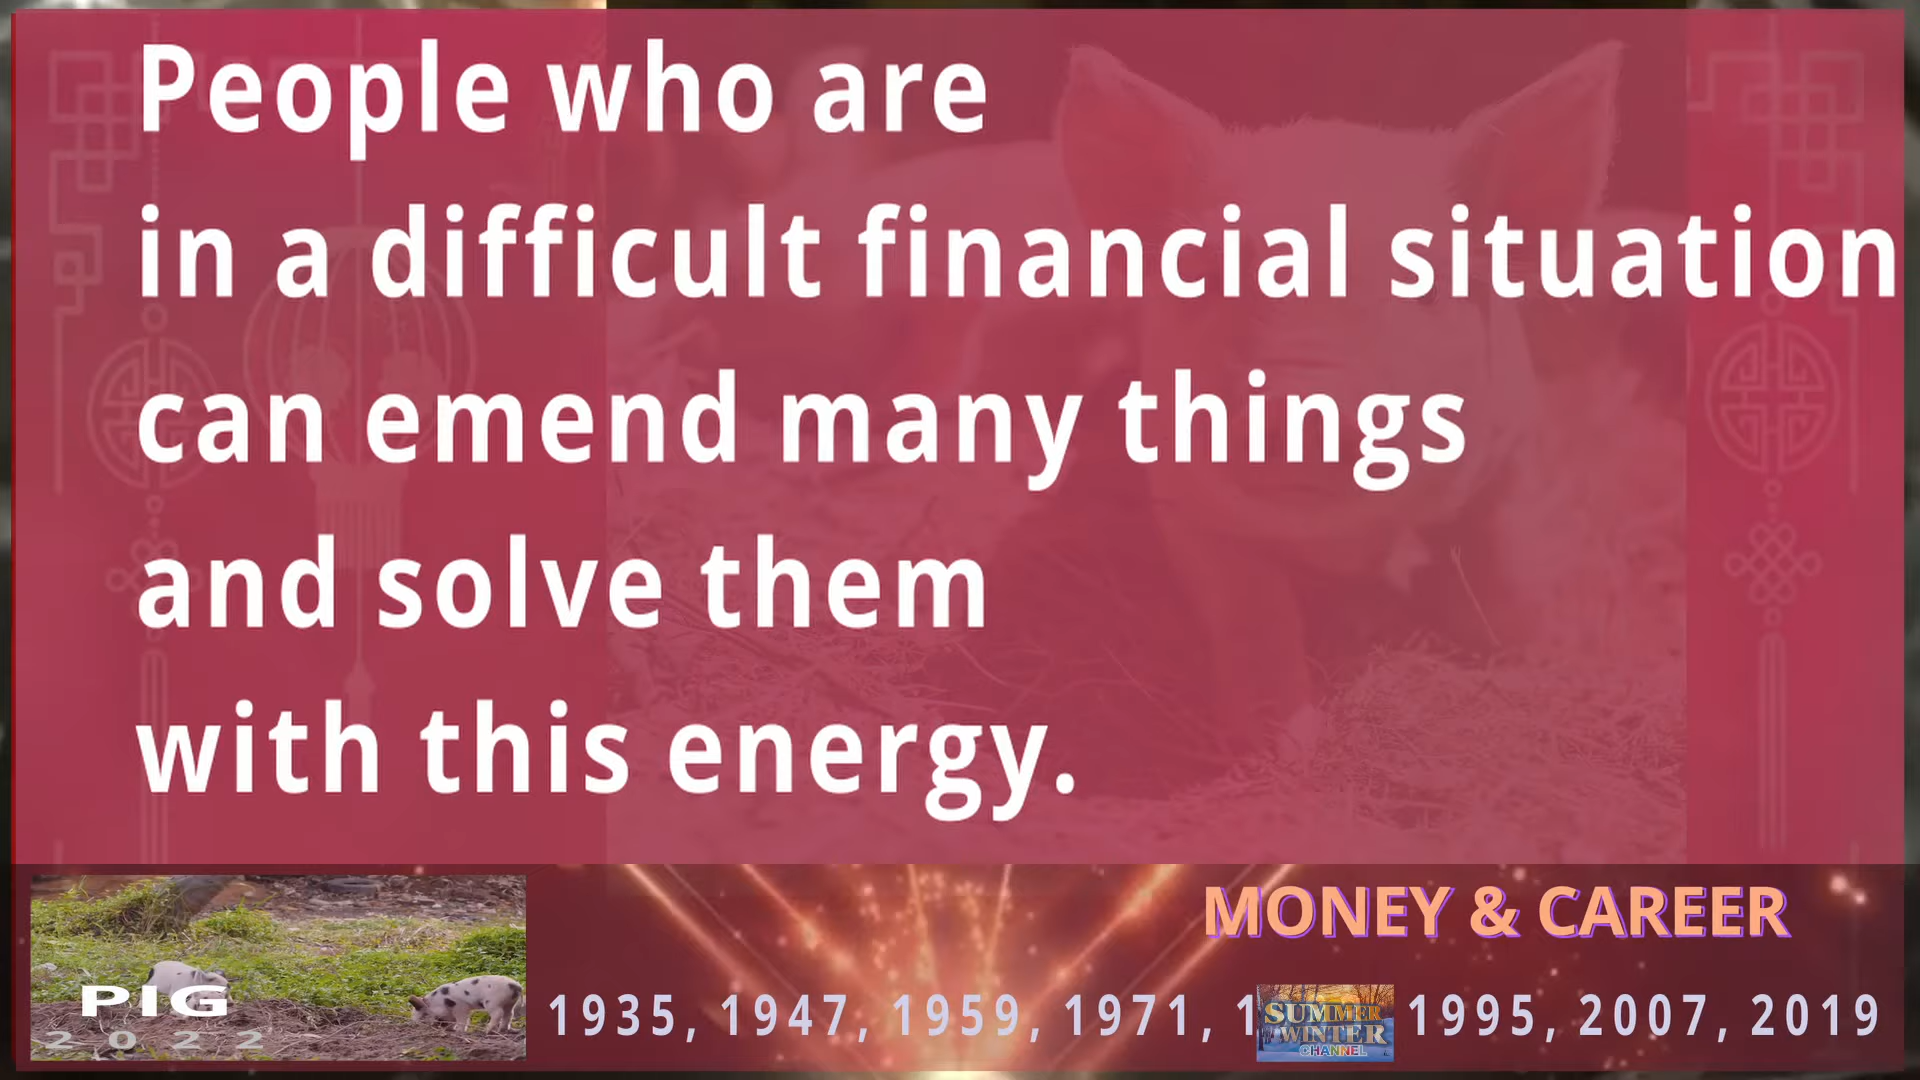 People who are
in a difficult financial situation
can emend many things
and solve them
with this energy.
MONEY & CAREER
PIG
2022
1935, 1947, 1959, 1971, 1 1995, 2007, 2019
SUMMER
WINTER
CHANNEL